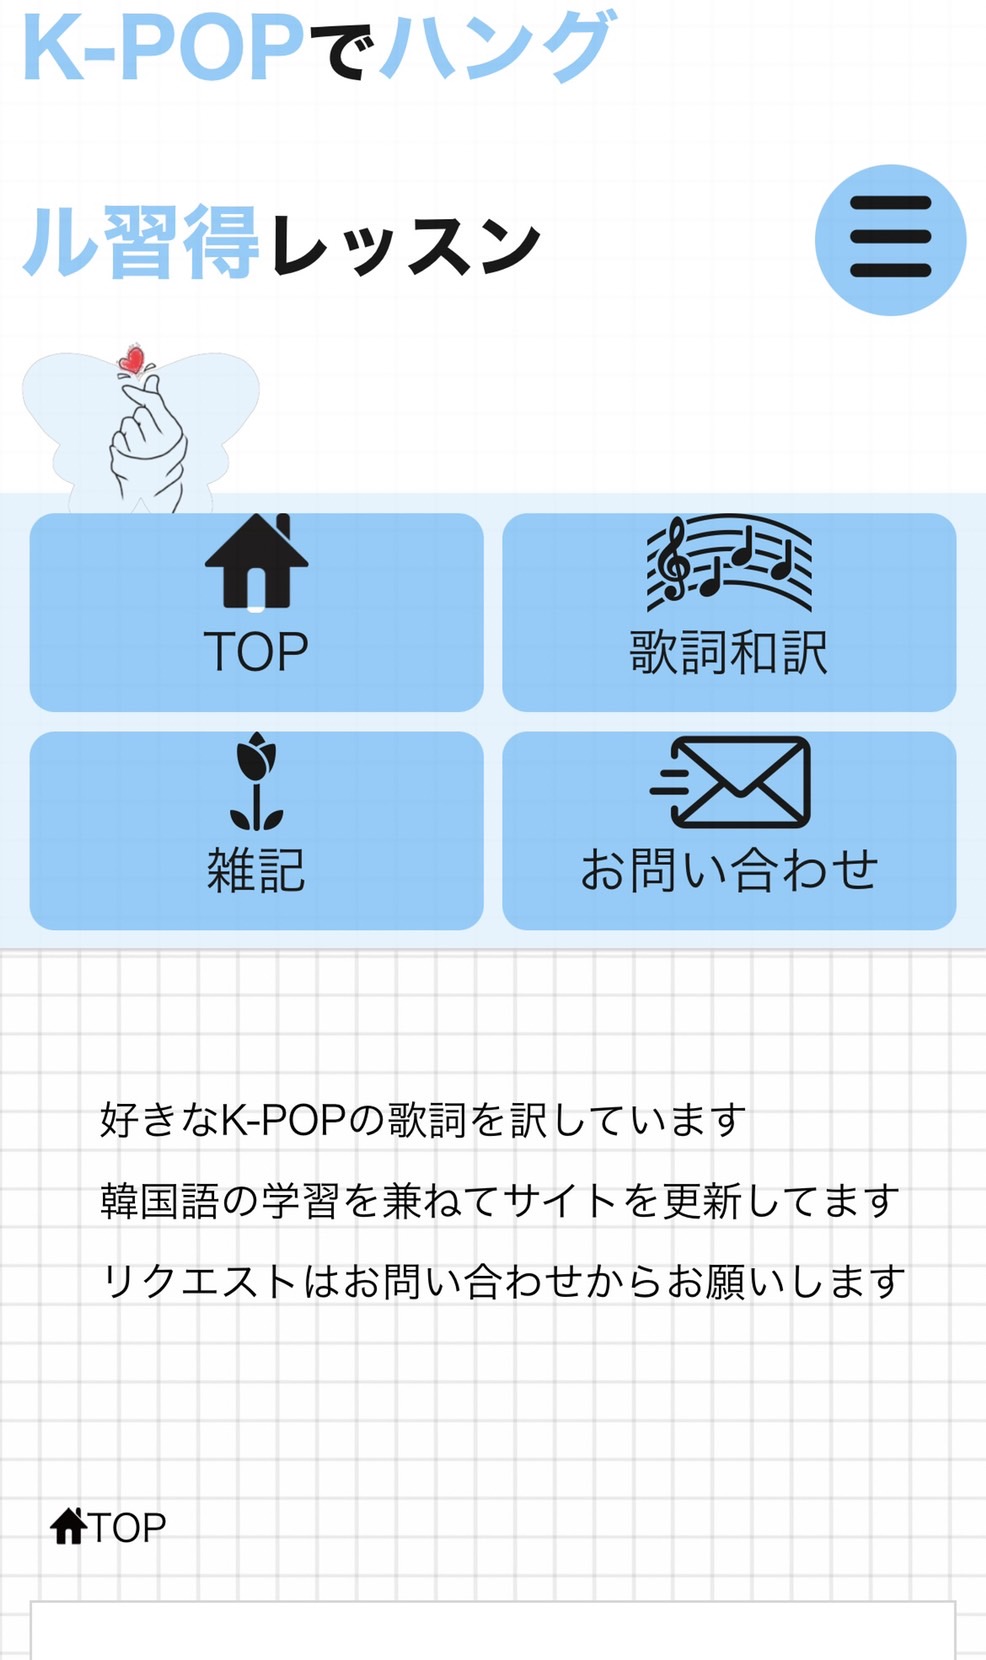 K-POPでハング
ル習得レッスン
TOP
歌詞和訳
雑記
お問い合わせ
好きなK-POPの歌詞を訳しています
韓国語の学習を兼ねてサイトを更新してます
リクエストはお問い合わせからお願いします
TOP